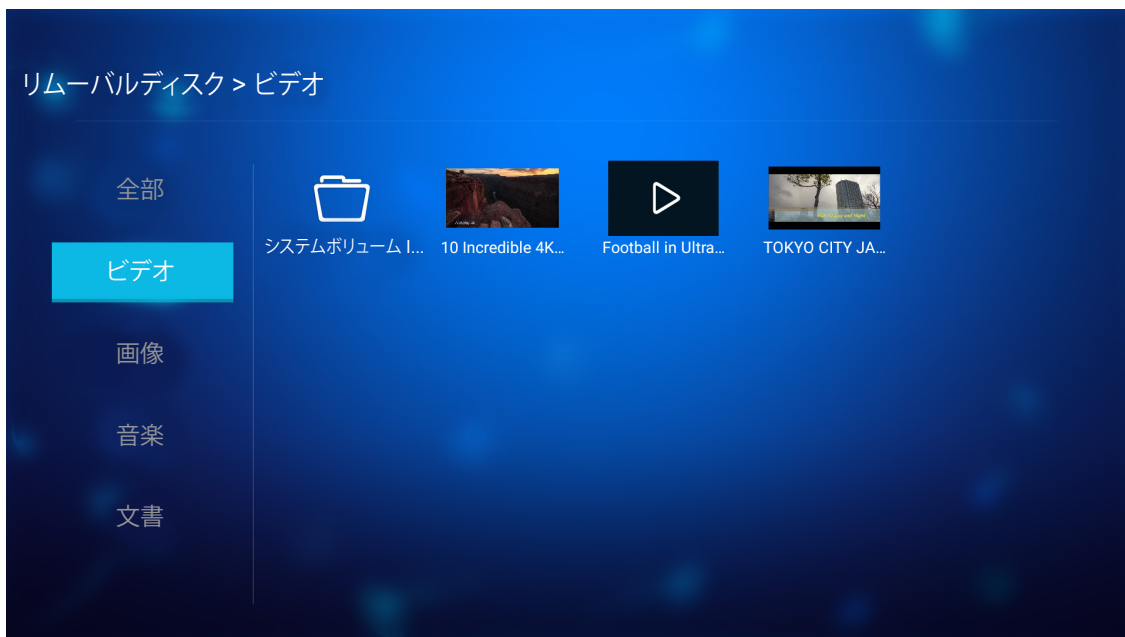 リムーバルディスク > ビデオ
全部
ビデオ
画像
音楽
文書
システムボリューム I...
10 Incredible 4K...
Football in Ultra...
TOKYO CITY JA...